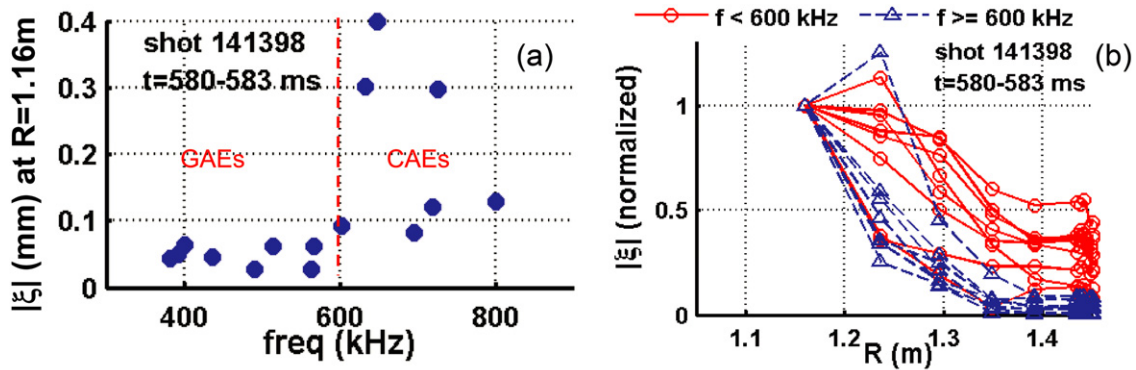 |ξ| (mm) at R=1.16m
0.4
0.3
0.2
0.1
0
shot 141398
t=580-583 ms
(a)
GAEs
CAEs
400
600
800
freq (kHz)
f < 600 kHz
f >= 600 kHz
shot 141398
t=580-583 ms
(b)
|ξ| (normalized)
1
0.5
0
1.1
1.2
1.3
1.4
R (m)